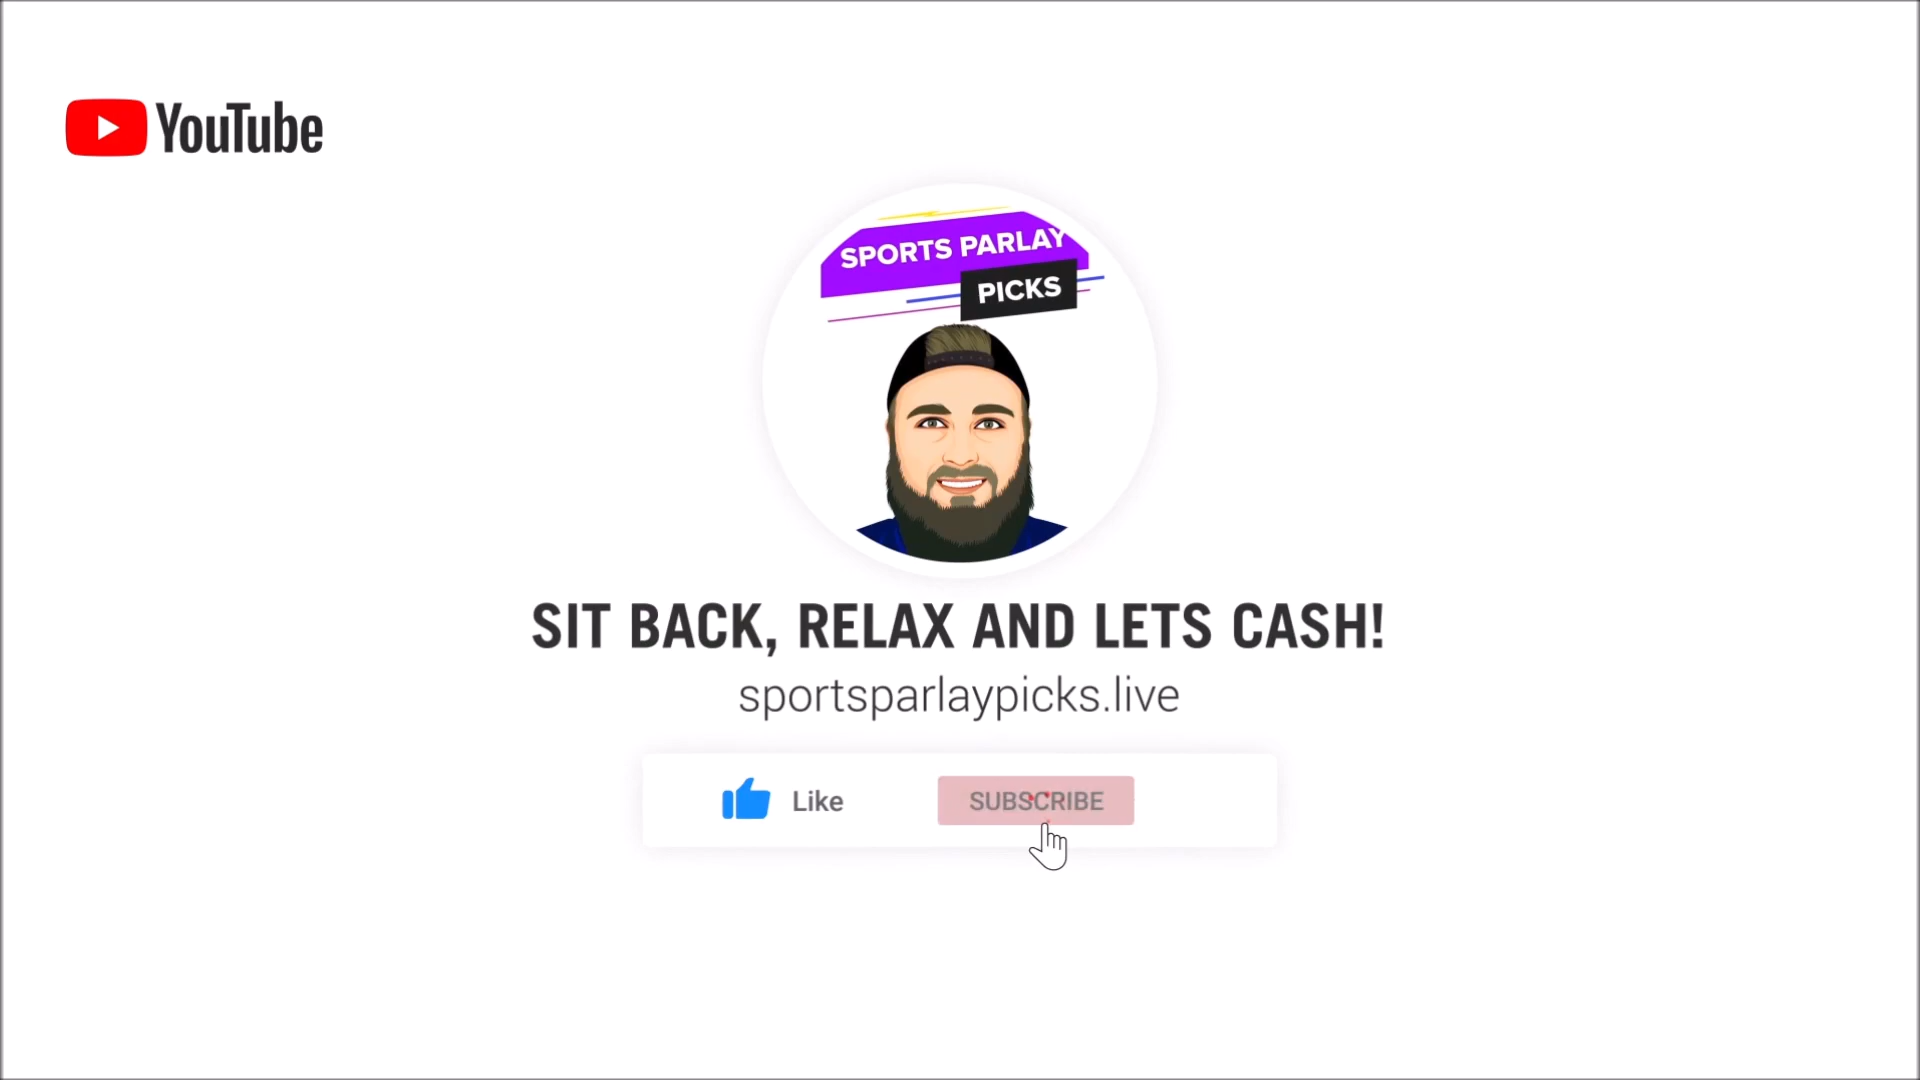 YouTube
SPORTS PARLAY
PICKS
SIT BACK, RELAX AND LETS CASH!
sportsparlaypicks.live
Like
SUBSCRIBE